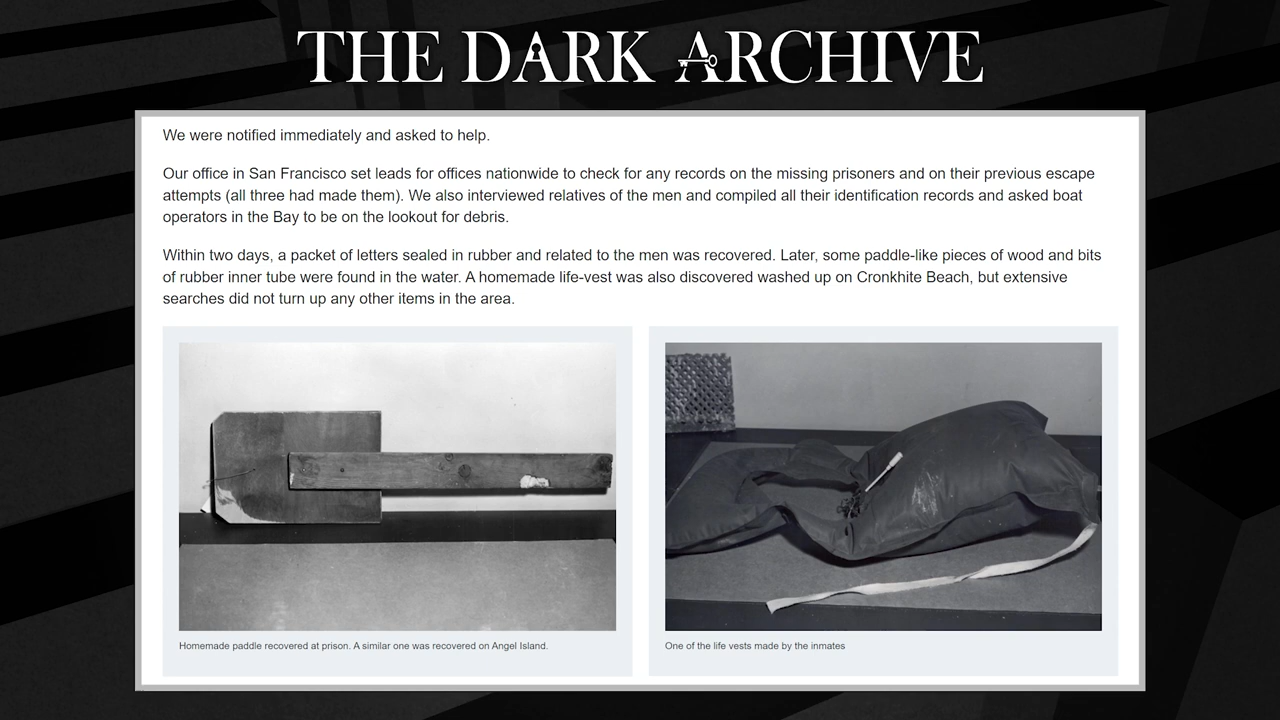 THE DARK ARCHIVE
We were notified immediately and asked to help.
Our office in San Francisco set leads for offices nationwide to check for any records on the missing prisoners and on their previous escape
attempts (all three had made them). We also interviewed relatives of the men and compiled all their identification records and asked boat
operators in the Bay to be on the lookout for debris.
Within two days, a packet of letters sealed in rubber and related to the men was recovered. Later, some paddle-like pieces of wood and bits
of rubber inner tube were found in the water. A homemade life-vest was also discovered washed up on Cronkhite Beach, but extensive
searches did not turn up any other items in the area.
Homemade paddle recovered at prison. A similar one was recovered on Angel Island.
One of the life vests made by the inmates